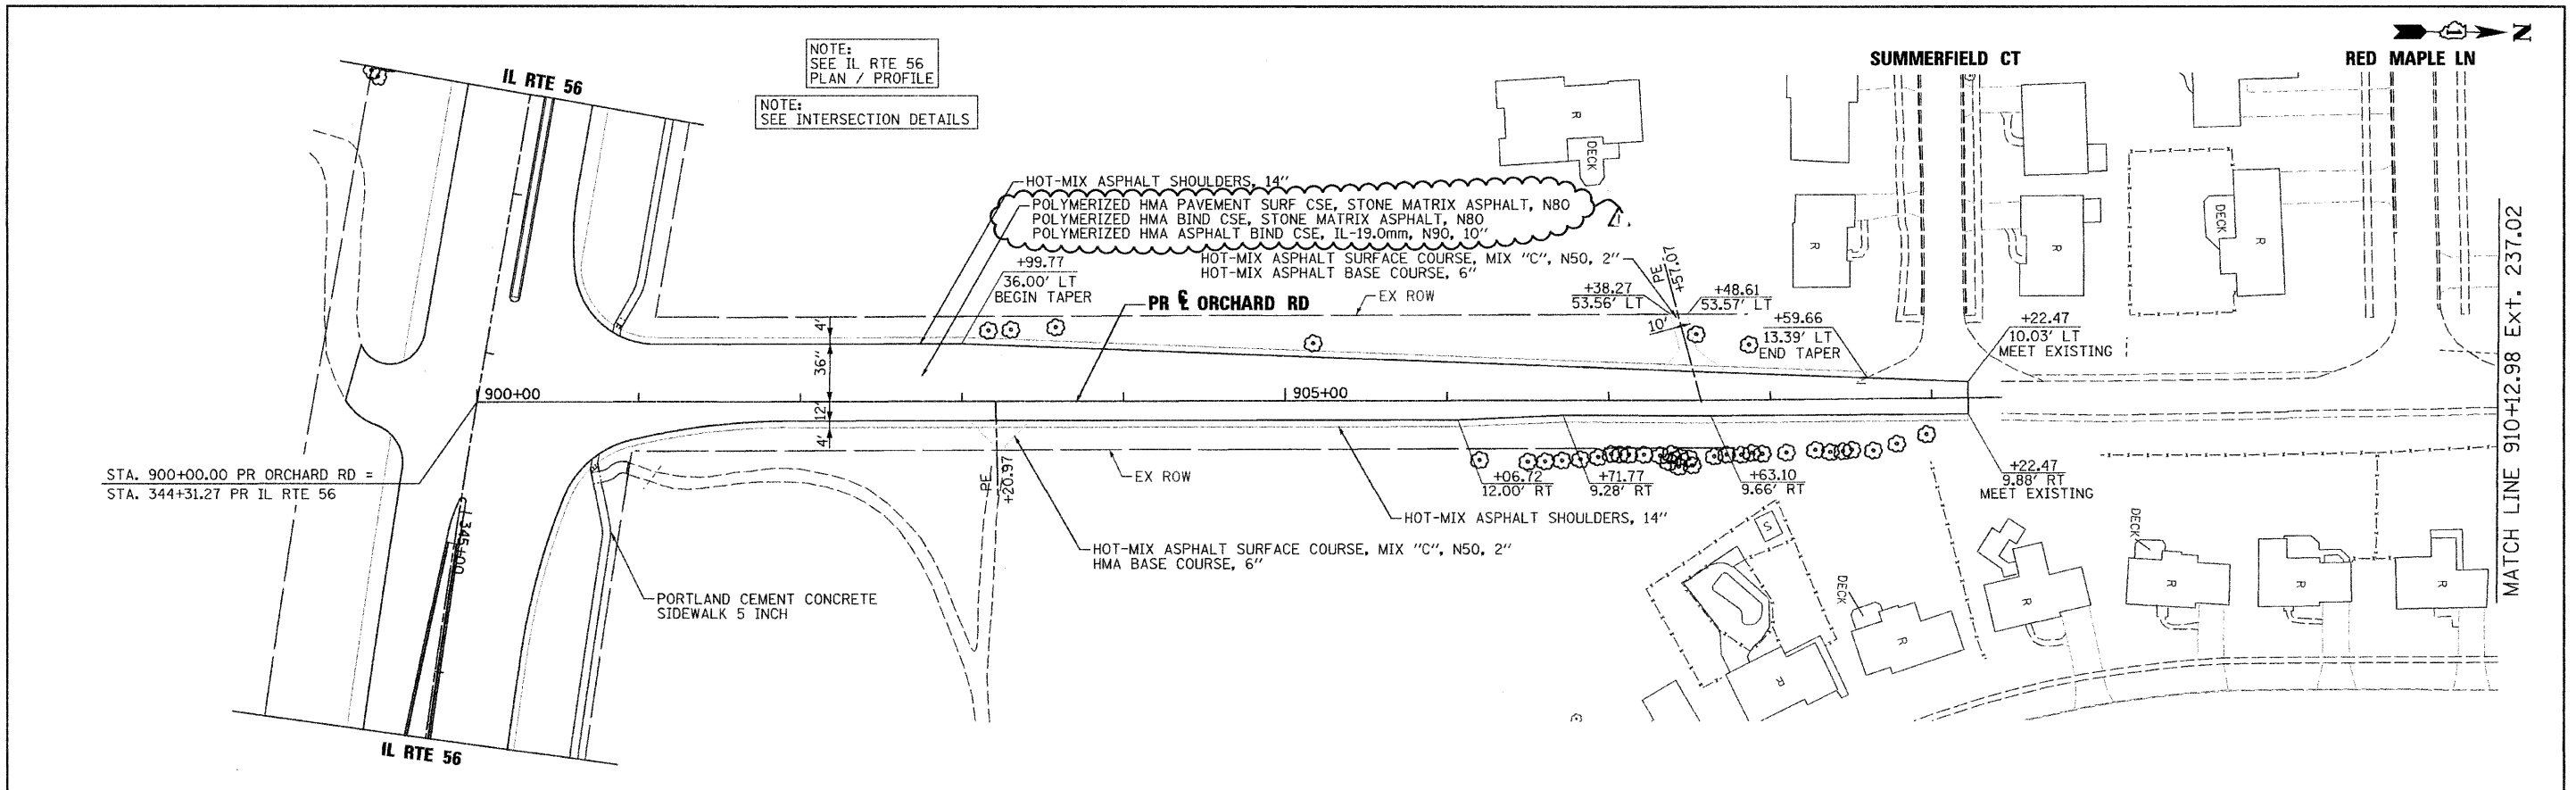 N
SUMMERFIELD CT
RED MAPLE LN
IL RTE 56
NOTE:
SEE IL RTE 56
PLAN / PROFILE
NOTE:
SEE INTERSECTION DETAILS
R
DECK
HOT-MIX ASPHALT SHOULDERS, 14"
POLYMERIZED HMA PAVEMENT SURF CSE, STONE MATRIX ASPHALT, N80
POLYMERIZED HMA BIND CSE, STONE MATRIX ASPHALT, N80
POLYMERIZED HMA ASPHALT BIND CSE, IL-19.0mm, N90, 10"
HOT-MIX ASPHALT SURFACE COURSE, MIX "C", N50, 2"
HOT-MIX ASPHALT BASE COURSE, 6"
+99.77
36.00' LT
BEGIN TAPER
PR ℄ ORCHARD RD
EX ROW
PE
+57.07
+38.27
53.56' LT
+48.61
53.57' LT
10'
+59.66
13.39' LT
END TAPER
+22.47
10.03' LT
MEET EXISTING
R
R
DECK
R
4'
36"
12'
4'
900+00
905+00
MATCH LINE 910+12.98 Ext. 237.02
STA. 900+00.00 PR ORCHARD RD =
STA. 344+31.27 PR IL RTE 56
345+00
PE
+20.97
EX ROW
+06.72
12.00' RT
+71.77
9.28' RT
+63.10
9.66' RT
+22.47
9.88' RT
MEET EXISTING
HOT-MIX ASPHALT SHOULDERS, 14"
HOT-MIX ASPHALT SURFACE COURSE, MIX "C", N50, 2"
HMA BASE COURSE, 6"
PORTLAND CEMENT CONCRETE
SIDEWALK 5 INCH
S
DECK
DECK
R
R
R
R
R
R
IL RTE 56